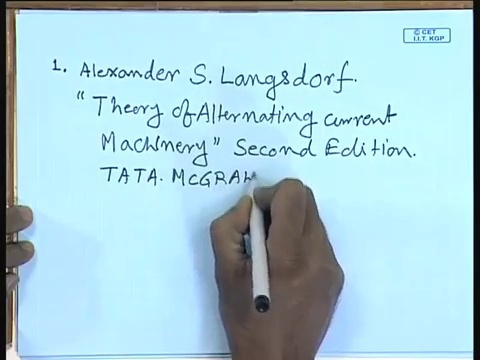 © CET
I.I.T. KGP
1. Alexander S. Langsdorf.
"Theory of Alternating current
Machinery" Second Edition.
TATA. McGRAW